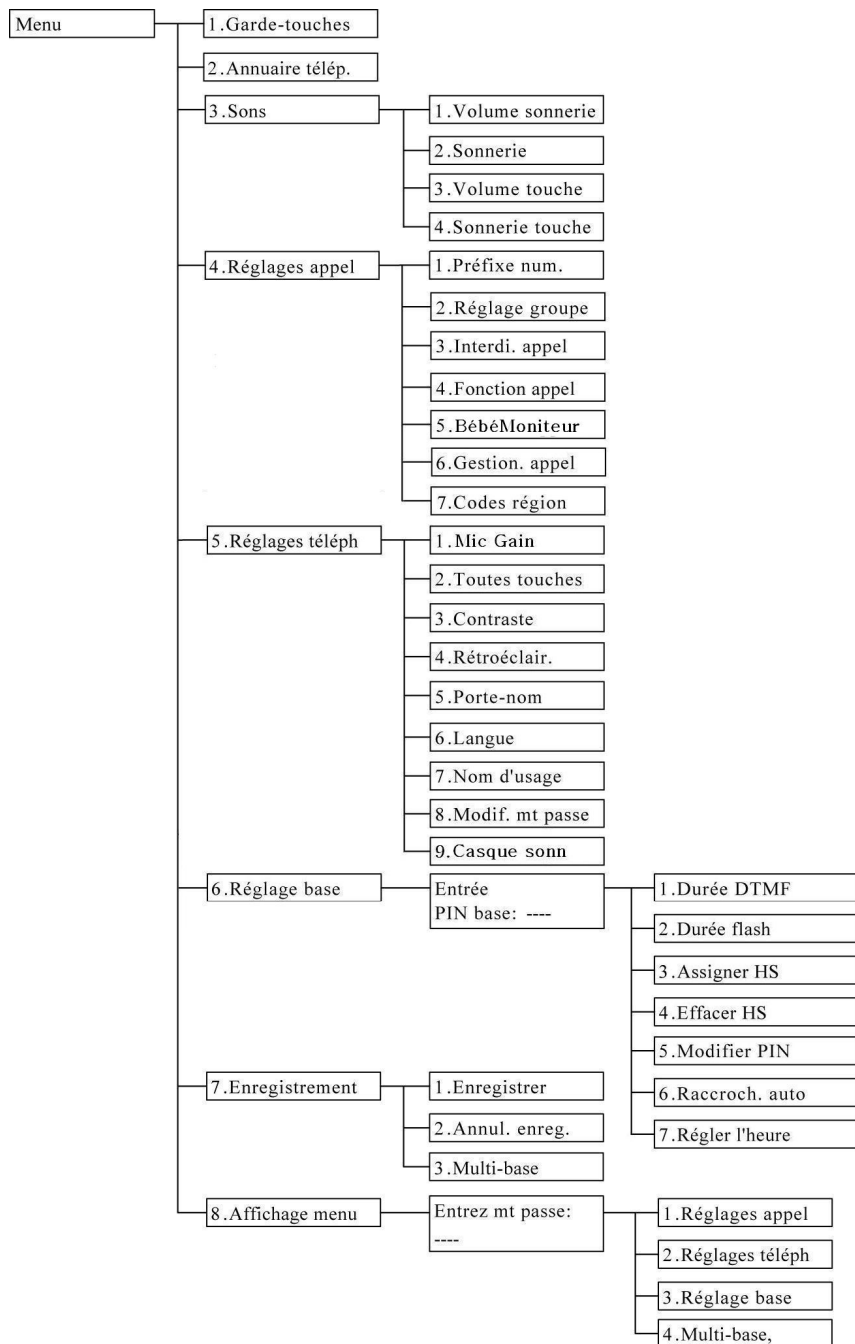 Menu
1.Garde-touches
2.Annuaire télép.
3.Sons
1.Volume sonnerie
2.Sonnerie
3.Volume touche
4.Sonnerie touche
4.Réglages appel
1.Préfixe num.
2.Réglage groupe
3.Interdi. appel
4.Fonction appel
5.BébéMoniteur
6.Gestion. appel
7.Codes région
5.Réglages téléph
1.Mic Gain
2.Toutes touches
3.Contraste
4.Rétroéclair.
5.Porte-nom
6.Langue
7.Nom d'usage
8.Modif. mt passe
9.Casque sonn
6.Réglage base
Entrée
PIN base: ----
1.Durée DTMF
2.Durée flash
3.Assigner HS
4.Effacer HS
5.Modifier PIN
6.Raccroch. auto
7.Régler l'heure
7.Enregistrement
1.Enregistrer
2.Annul. enreg.
3.Multi-base
8.Affichage menu
Entrez mt passe:
----
1.Réglages appel
2.Réglages téléph
3.Réglage base
4.Multi-base,